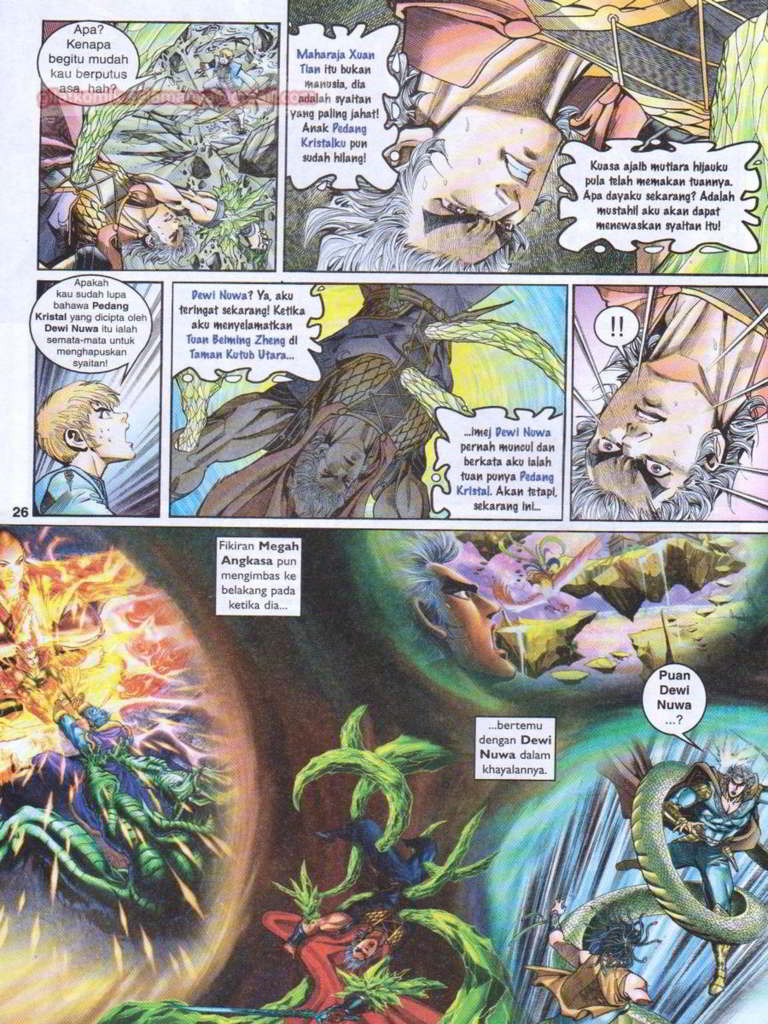 Apa?
Kenapa
begitu mudah
kau berputus
asa, hah?
Maharaja Xuan
Tian itu bukan
manusia, dia
adalah syaitan
yang paling jahat!
Anak Pedang
Kristalku pun
sudah hilang!
Kuasa ajaib mutiara hijauku
pula telah memakan tuannya.
Apa dayaku sekarang? Adalah
mustahil aku akan dapat
menewaskan syaitan itu!
Apakah
kau sudah lupa
bahawa Pedang
Kristal yang dicipta oleh
Dewi Nuwa itu ialah
semata-mata untuk
menghapuskan
syaitan!
Dewi Nuwa? Ya, aku
teringat sekarang! Ketika
aku menyelamatkan
Tuan Beiming Zheng di
Taman Kutub Utara...
...Imej Dewi Nuwa
pernah muncul dan
berkata aku ialah
tuan punya Pedang
Kristal. Akan tetapi,
sekarang ini...
!!
26
Fikiran Megah
Angkasa pun
mengimbas ke
belakang pada
ketika dia...
...bertemu
dengan Dewi
Nuwa dalam
khayalannya.
Puan
Dewi
Nuwa
...?